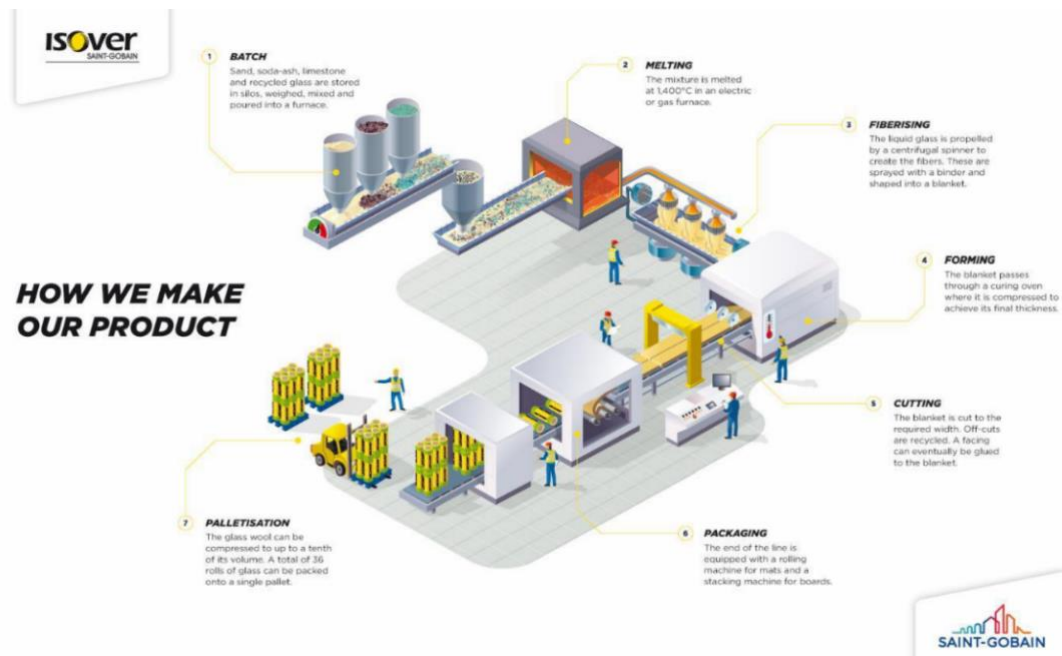 ISOVER
SAINT-GOBAIN
1
BATCH
Sand, soda-ash, limestone
and recycled glass are stored
in silos, weighed, mixed and
poured into a furnace.
2
MELTING
The mixture is melted
at 1,400°C in an electric
or gas furnace.
3
FIBERISING
The liquid glass is propelled
by a centrifugal spinner to
create the fibers. These are
sprayed with a binder and
shaped into a blanket.
HOW WE MAKE
OUR PRODUCT
4
FORMING
The blanket passes
through a curing oven
where it is compressed to
achieve its final thickness.
5
CUTTING
The blanket is cut to the
required width. Off-cuts
are recycled. A facing
can eventually be glued
to the blanket.
6
PACKAGING
The end of the line is
equipped with a rolling
machine for mats and a
stacking machine for boards.
7
PALLETISATION
The glass wool can be
compressed to up to a tenth
of its volume. A total of 36
rolls of glass can be packed
onto a single pallet.
SAINT-GOBAIN